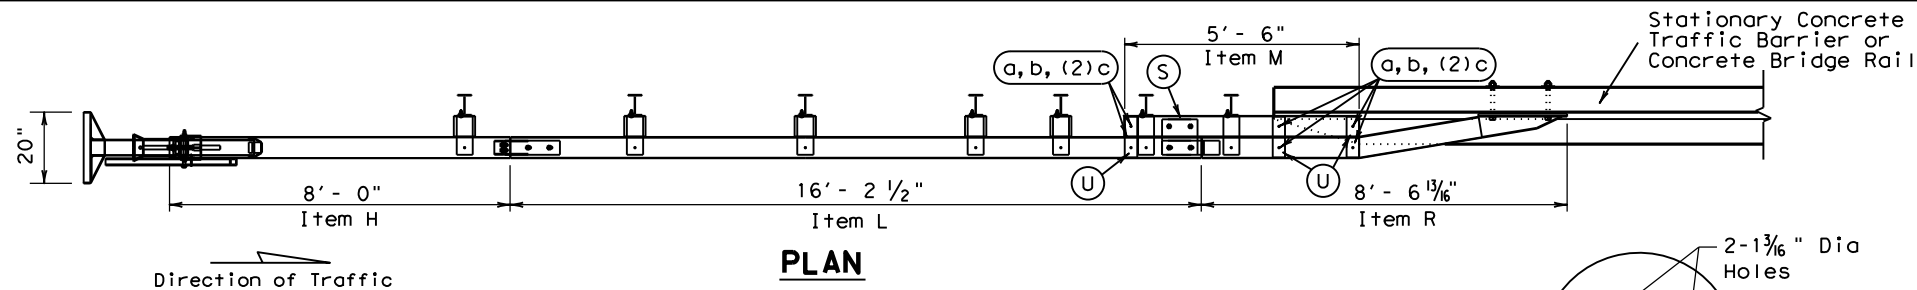 Stationary Concrete
Traffic Barrier or
Concrete Bridge Rail
5'- 6"
Item M
a, b, (2)c
S
a, b, (2)c
20"
U
U
8'- 0"
Item H
16'- 2 1/2"
Item L
8'- 6 13/16"
Item R
PLAN
Direction of Traffic
2-1 3/16" Dia
Holes